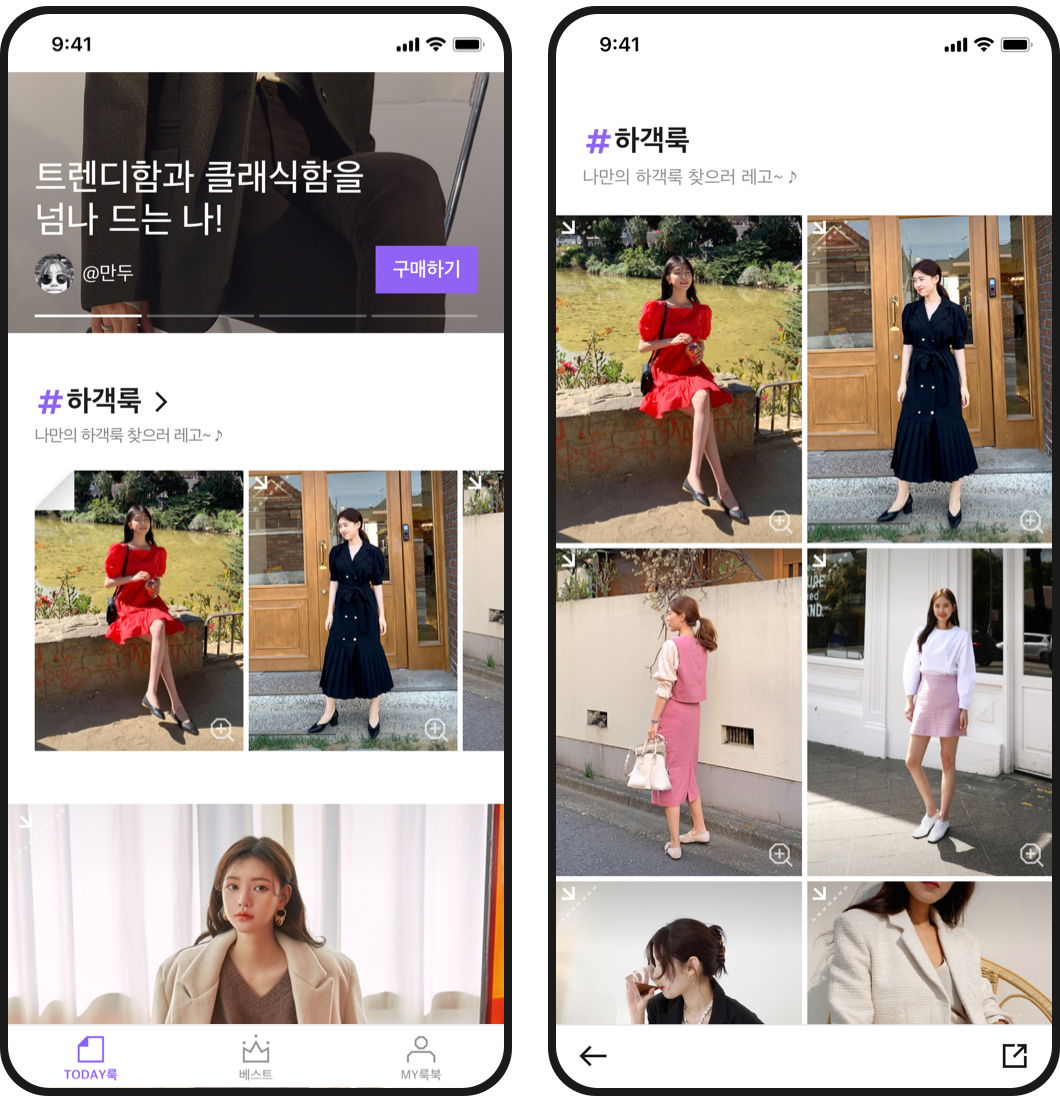 9:41
트렌디함과 클래식함을
넘나 드는 나!
@만두
구매하기
#하객룩 >
나만의 하객룩 찾으러 레고~♪
TODAY룩
베스트
MY룩북
9:41
#하객룩
나만의 하객룩 찾으러 레고~♪